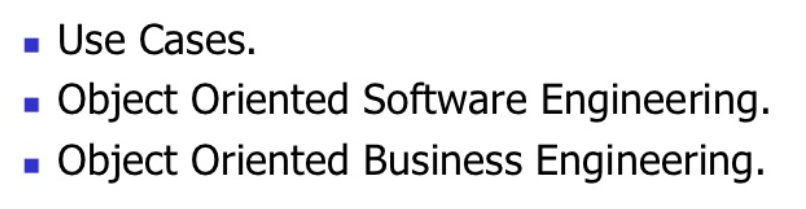 Use Cases.
Object Oriented Software Engineering.
Object Oriented Business Engineering.